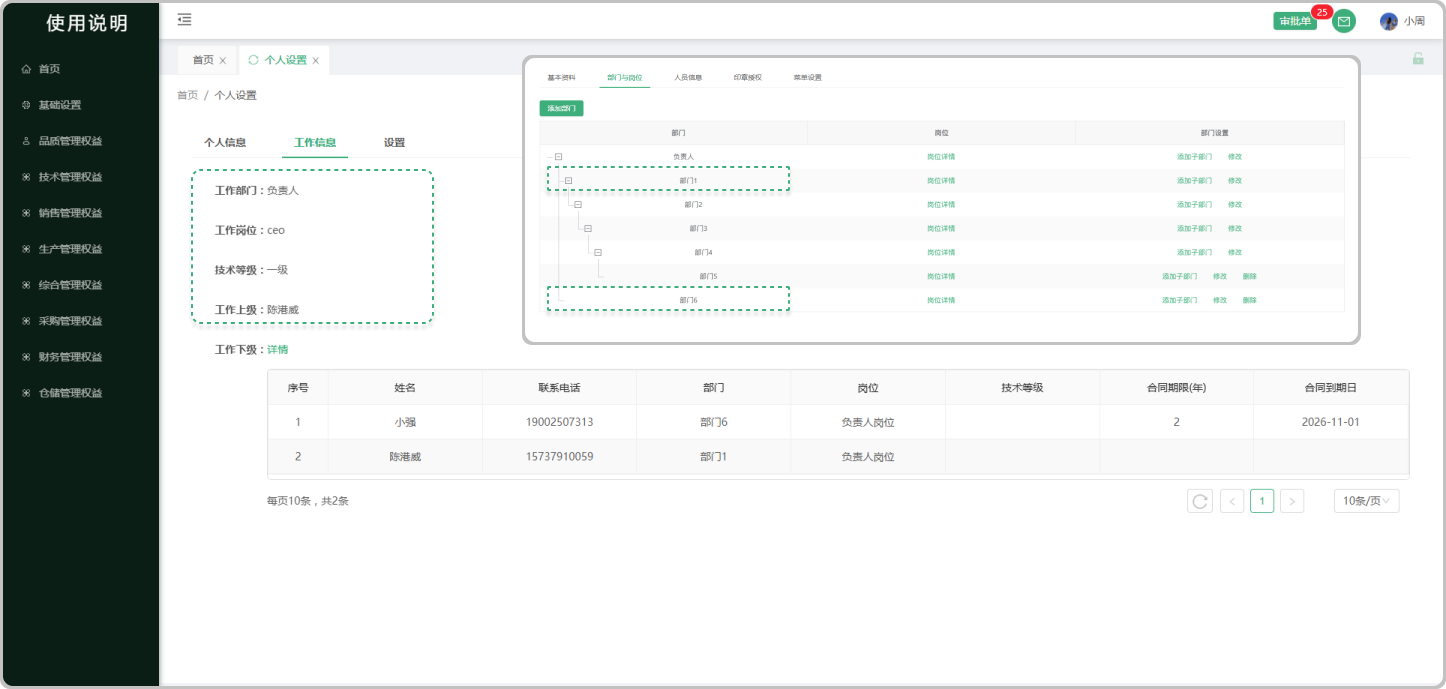 使用说明
首页
基础设置
品质管理权益
技术管理权益
销售管理权益
生产管理权益
综合管理权益
采购管理权益
财务管理权益
仓储管理权益
审批单 25 小周
首页 个人设置
首页 / 个人设置
个人信息 工作信息 设置
工作部门：负责人
工作岗位：ceo
技术等级：一级
工作上级：陈港威
工作下级：详情
基本资料 部门与岗位 人员信息 印章授权 菜单设置
添加部门
部门 岗位 部门设置
负责人 岗位详情 添加子部门 修改
部门1 岗位详情 添加子部门 修改
部门2 岗位详情 添加子部门 修改
部门3 岗位详情 添加子部门 修改
部门4 岗位详情 添加子部门 修改
部门5 岗位详情 添加子部门 修改 删除
部门6 岗位详情 添加子部门 修改 删除
序号 姓名 联系电话 部门 岗位 技术等级 合同期限(年) 合同到期日
1 小强 19002507313 部门6 负责人岗位 2 2026-11-01
2 陈港威 15737910059 部门1 负责人岗位
每页10条，共2条 1 10条/页